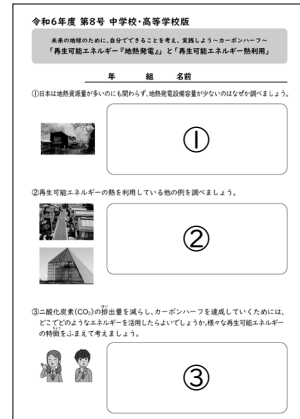 令和6年度 第8号 中学校・高等学校版
未来の地球のために、自分でできることを考え、実践しよう～カーボンハーフ～
「再生可能エネルギー『地熱発電』」と「再生可能エネルギー熱利用」
年 組 名前
①日本は地熱資源量が多いのにも関わらず、地熱発電設備容量が少ないのはなぜか調べましょう。
①
②再生可能エネルギーの熱を利用している他の例を調べましょう。
②
③二酸化炭素(CO₂)の排出量を減らし、カーボンハーフを達成していくためには、
どこでどのようなエネルギーを活用したらよいでしょうか。様々な再生可能エネルギー
の特徴をふまえて考えましょう。
③